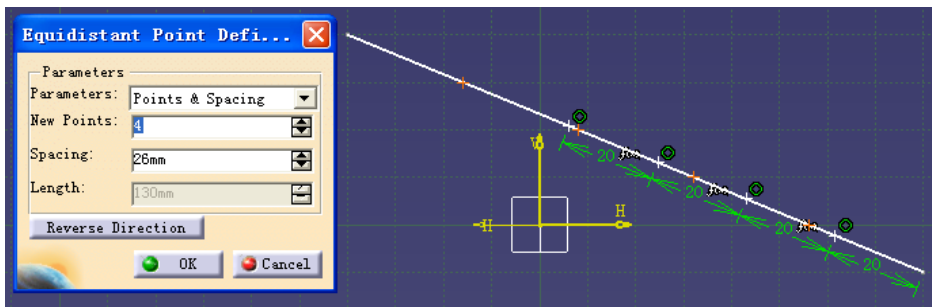 Equidistant Point Defi...
Parameters
Parameters: Points & Spacing
New Points: 4
Spacing: 26mm
Length: 130mm
Reverse Direction
OK Cancel
V
H
H
20
20
20
20